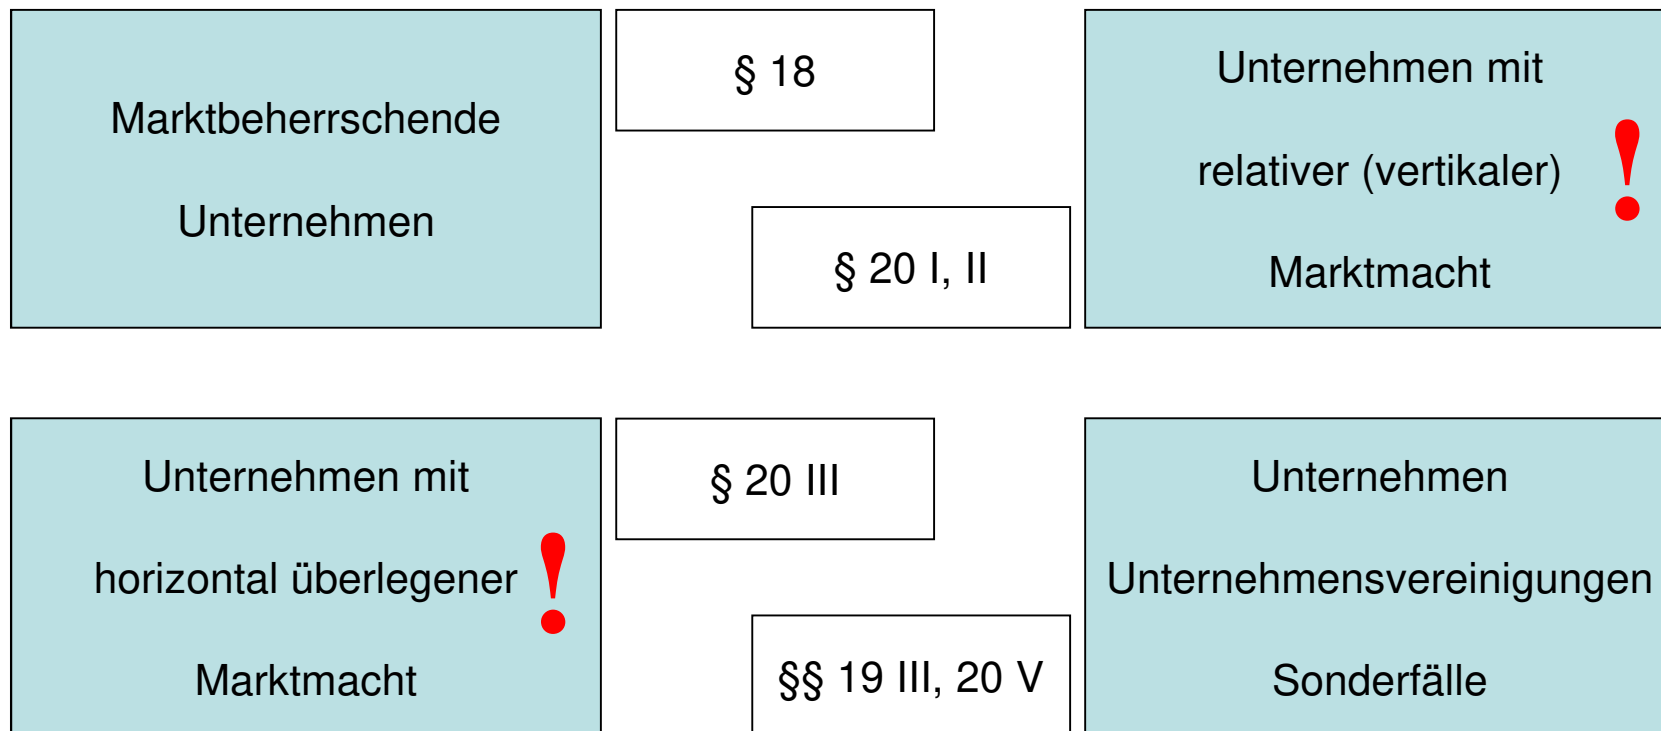 Marktbeherrschende
Unternehmen
§ 18
§ 20 I, II
Unternehmen mit
relativer (vertikaler)
Marktmacht
!
Unternehmen mit
horizontal überlegener
Marktmacht
!
§ 20 III
§§ 19 III, 20 V
Unternehmen
Unternehmensvereinigungen
Sonderfälle